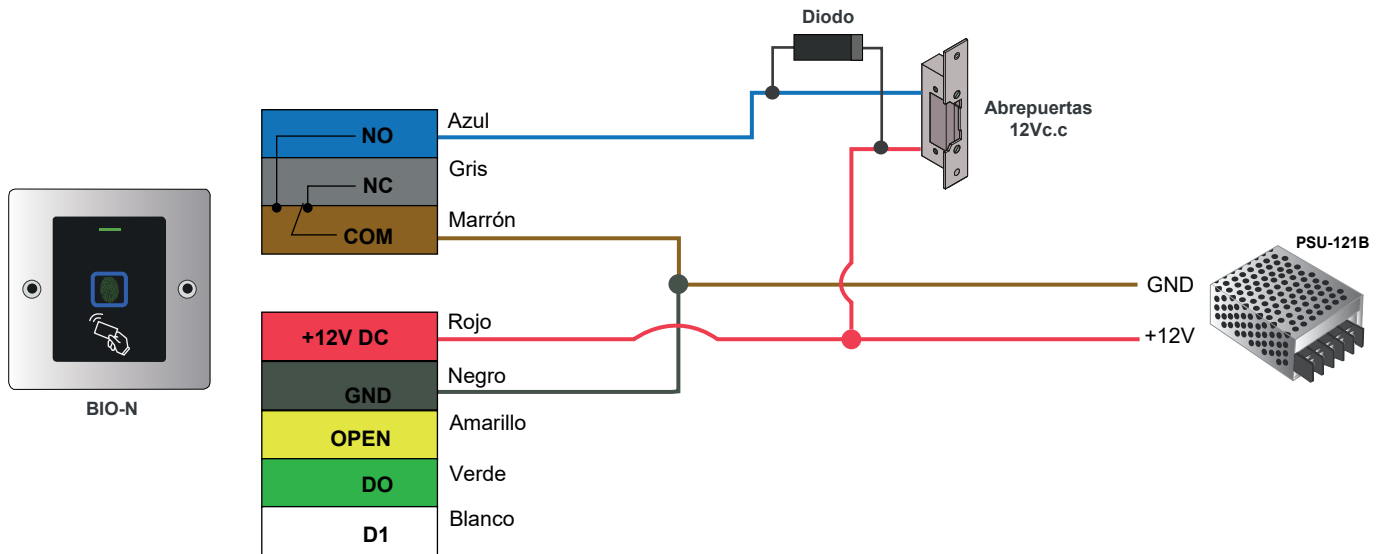 Diodo
Abrepuertas
12Vc.c
NO
Azul
NC
Gris
COM
Marrón
BIO-N
+12V DC
Rojo
GND
Negro
OPEN
Amarillo
DO
Verde
D1
Blanco
PSU-121B
GND
+12V